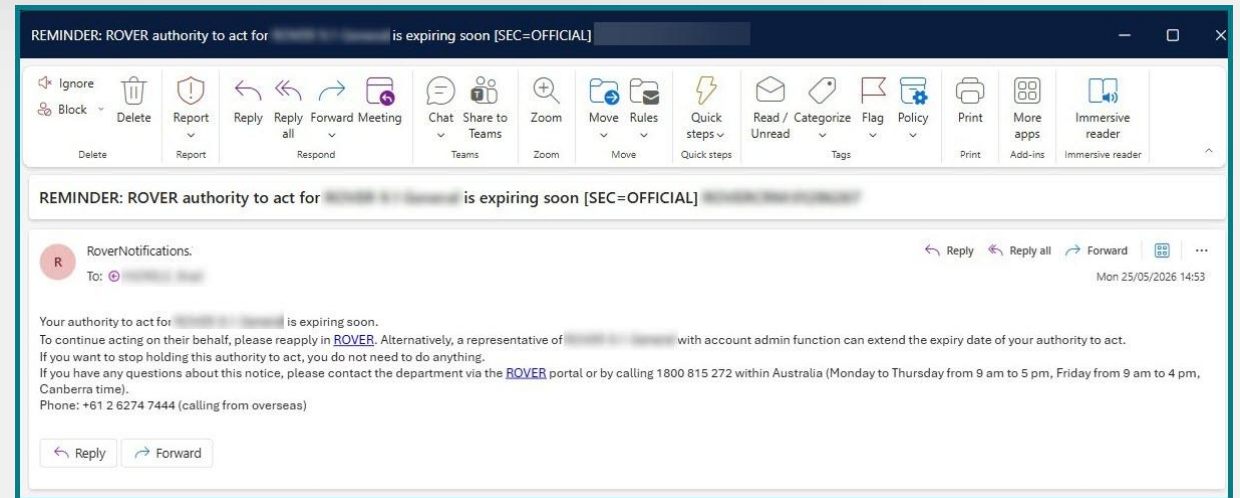 REMINDER: ROVER authority to act for is expiring soon [SEC=OFFICIAL]
Ignore
Block
Delete
Report
Reply
Reply all
Forward
Meeting
Chat
Share to Teams
Zoom
Move
Rules
Quick steps
Read / Unread
Categorize
Flag
Policy
Print
More apps
Immersive reader
Delete
Report
Respond
Teams
Zoom
Move
Quick steps
Tags
Print
Add-ins
Immersive reader
REMINDER: ROVER authority to act for is expiring soon [SEC=OFFICIAL]
R
RoverNotifications.
To:
Reply
Reply all
Forward
Mon 25/05/2026 14:53
Your authority to act for is expiring soon.
To continue acting on their behalf, please reapply in ROVER. Alternatively, a representative of with account admin function can extend the expiry date of your authority to act.
If you want to stop holding this authority to act, you do not need to do anything.
If you have any questions about this notice, please contact the department via the ROVER portal or by calling 1800 815 272 within Australia (Monday to Thursday from 9 am to 5 pm, Friday from 9 am to 4 pm,
Canberra time).
Phone: +61 2 6274 7444 (calling from overseas)
Reply
Forward